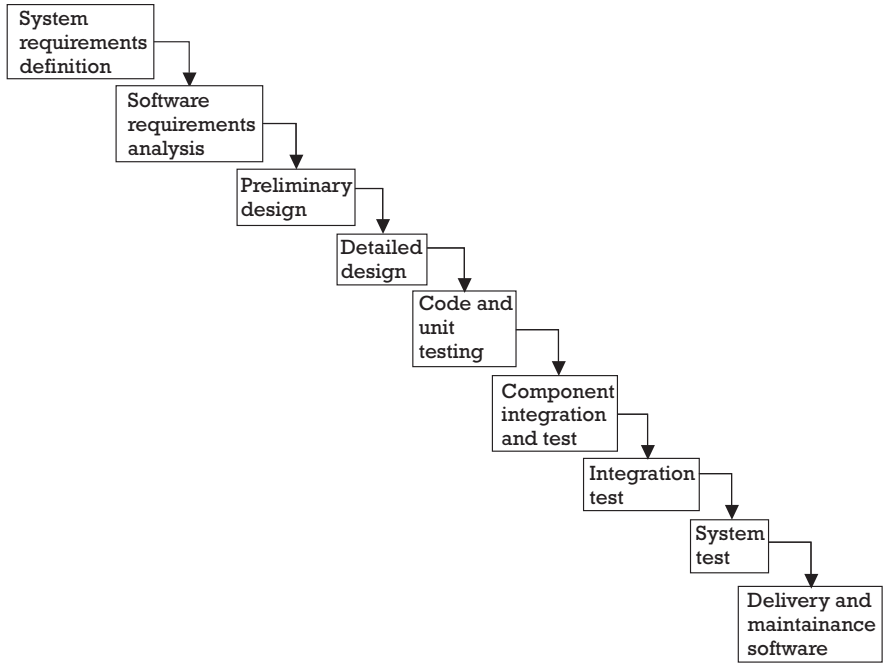 System
requirements
definition
Software
requirements
analysis
Preliminary
design
Detailed
design
Code and
unit
testing
Component
integration
and test
Integration
test
System
test
Delivery and
maintainance
software